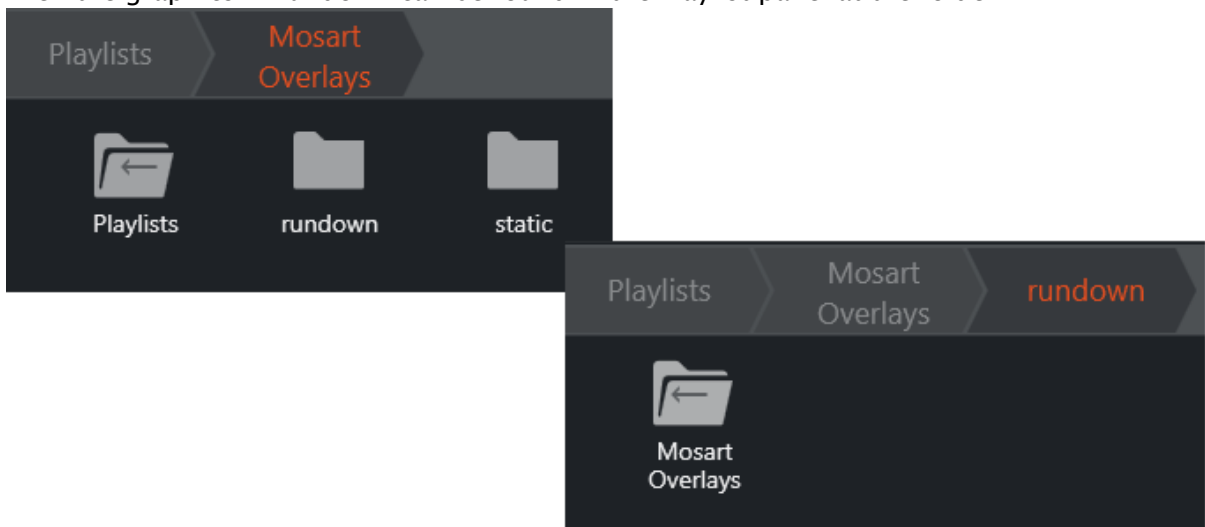 Playlists
Mosart
Overlays
Playlists
rundown
static
Playlists
Mosart
Overlays
rundown
Mosart
Overlays